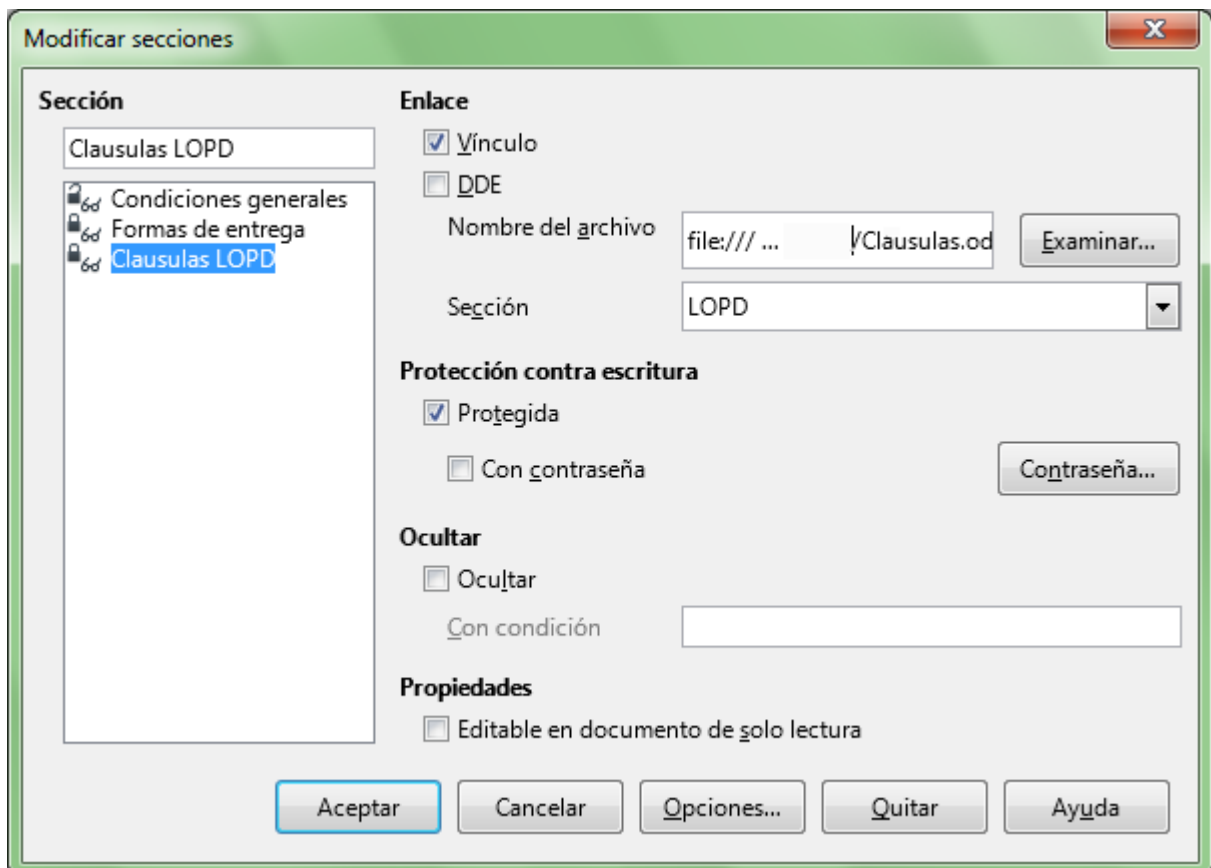 Modificar secciones
Sección
Clausulas LOPD
Condiciones generales
Formas de entrega
Clausulas LOPD
Enlace
Vínculo
DDE
Nombre del archivo
file:/// ... /Clausulas.od
Examinar...
Sección
LOPD
Protección contra escritura
Protegida
Con contraseña
Contraseña...
Ocultar
Ocultar
Con condición
Propiedades
Editable en documento de solo lectura
Aceptar
Cancelar
Opciones...
Quitar
Ayuda